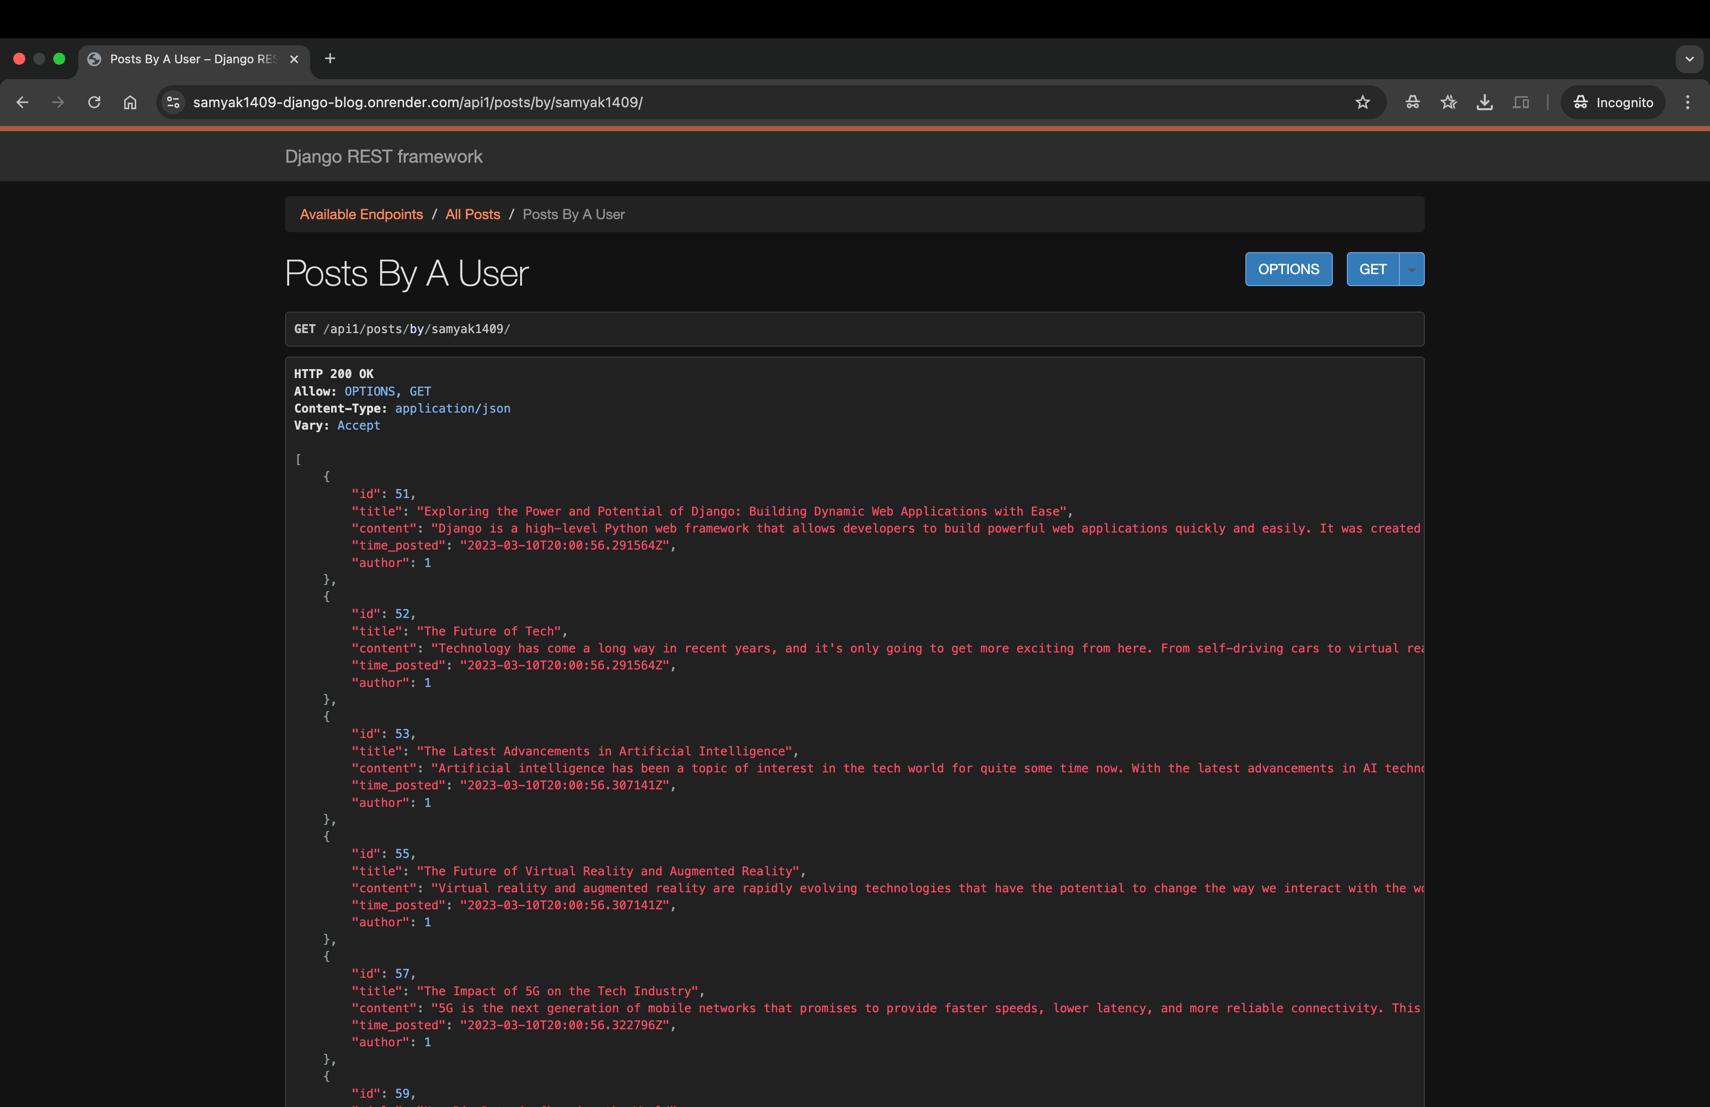 Posts By A User – Django RES
samyak1409-django-blog.onrender.com/api1/posts/by/samyak1409/
Incognito
Django REST framework
Available Endpoints / All Posts / Posts By A User
Posts By A User
OPTIONS
GET
GET /api1/posts/by/samyak1409/
HTTP 200 OK
Allow: OPTIONS, GET
Content-Type: application/json
Vary: Accept
[
    {
        "id": 51,
        "title": "Exploring the Power and Potential of Django: Building Dynamic Web Applications with Ease",
        "content": "Django is a high-level Python web framework that allows developers to build powerful web applications quickly and easily. It was created
        "time_posted": "2023-03-10T20:00:56.291564Z",
        "author": 1
    },
    {
        "id": 52,
        "title": "The Future of Tech",
        "content": "Technology has come a long way in recent years, and it's only going to get more exciting from here. From self-driving cars to virtual rea
        "time_posted": "2023-03-10T20:00:56.291564Z",
        "author": 1
    },
    {
        "id": 53,
        "title": "The Latest Advancements in Artificial Intelligence",
        "content": "Artificial intelligence has been a topic of interest in the tech world for quite some time now. With the latest advancements in AI techno
        "time_posted": "2023-03-10T20:00:56.307141Z",
        "author": 1
    },
    {
        "id": 55,
        "title": "The Future of Virtual Reality and Augmented Reality",
        "content": "Virtual reality and augmented reality are rapidly evolving technologies that have the potential to change the way we interact with the wo
        "time_posted": "2023-03-10T20:00:56.307141Z",
        "author": 1
    },
    {
        "id": 57,
        "title": "The Impact of 5G on the Tech Industry",
        "content": "5G is the next generation of mobile networks that promises to provide faster speeds, lower latency, and more reliable connectivity. This
        "time_posted": "2023-03-10T20:00:56.322796Z",
        "author": 1
    },
    {
        "id": 59,